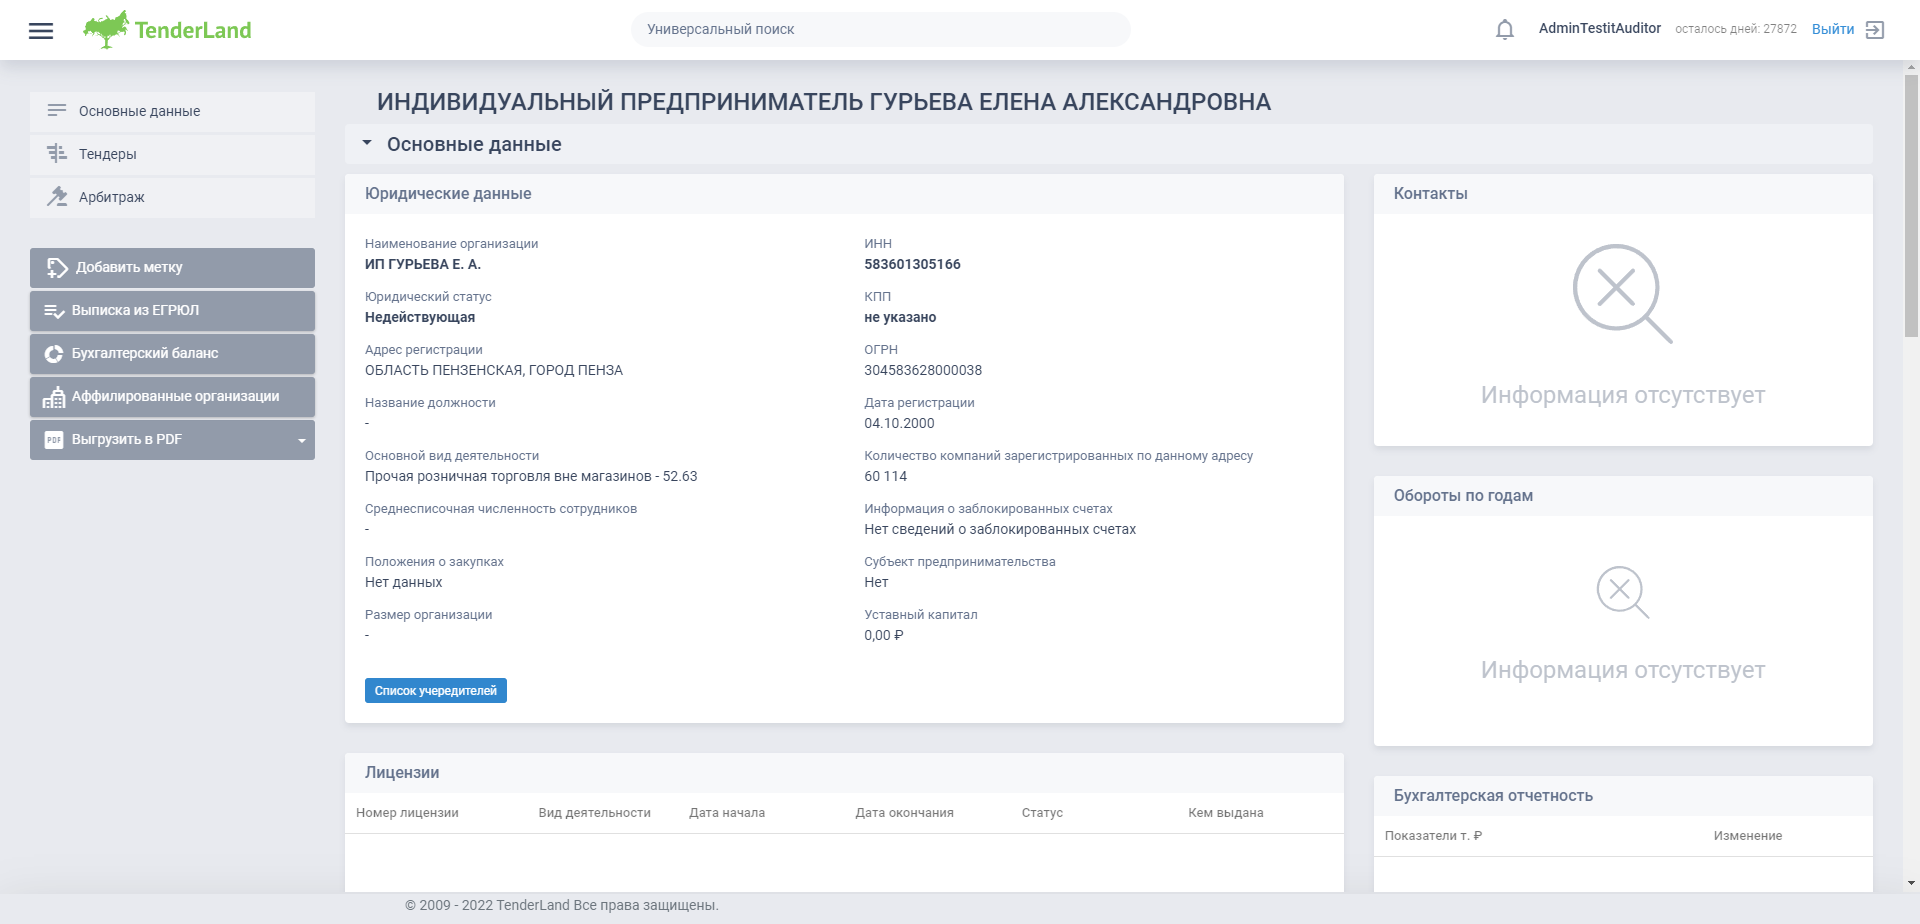 TenderLand
Универсальный поиск
AdminTestitAuditor
осталось дней: 27872
Выйти
Основные данные
Тендеры
Арбитраж
Добавить метку
Выписка из ЕГРЮЛ
Бухгалтерский баланс
Аффилированные организации
PDF
Выгрузить в PDF
ИНДИВИДУАЛЬНЫЙ ПРЕДПРИНИМАТЕЛЬ ГУРЬЕВА ЕЛЕНА АЛЕКСАНДРОВНА
Основные данные
Юридические данные
Наименование организации
ИП ГУРЬЕВА Е. А.
Юридический статус
Недействующая
Адрес регистрации
ОБЛАСТЬ ПЕНЗЕНСКАЯ, ГОРОД ПЕНЗА
Название должности
-
Основной вид деятельности
Прочая розничная торговля вне магазинов - 52.63
Среднесписочная численность сотрудников
-
Положения о закупках
Нет данных
Размер организации
-
ИНН
583601305166
КПП
не указано
ОГРН
304583628000038
Дата регистрации
04.10.2000
Количество компаний зарегистрированных по данному адресу
60 114
Информация о заблокированных счетах
Нет сведений о заблокированных счетах
Субъект предпринимательства
Нет
Уставный капитал
0,00 ₽
Список учередителей
Лицензии
Номер лицензии Вид деятельности Дата начала Дата окончания Статус Кем выдана
Контакты
Информация отсутствует
Обороты по годам
Информация отсутствует
Бухгалтерская отчетность
Показатели т. ₽ Изменение
© 2009 - 2022 TenderLand Все права защищены.